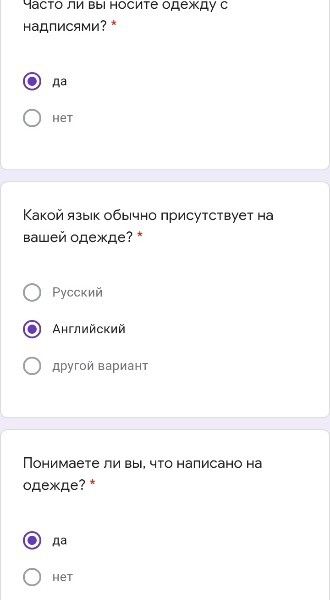 Часто ли вы носите одежду с
надписями? *
да
нет
Какой язык обычно присутствует на
вашей одежде? *
Русский
Английский
другой вариант
Понимаете ли вы, что написано на
одежде? *
да
нет